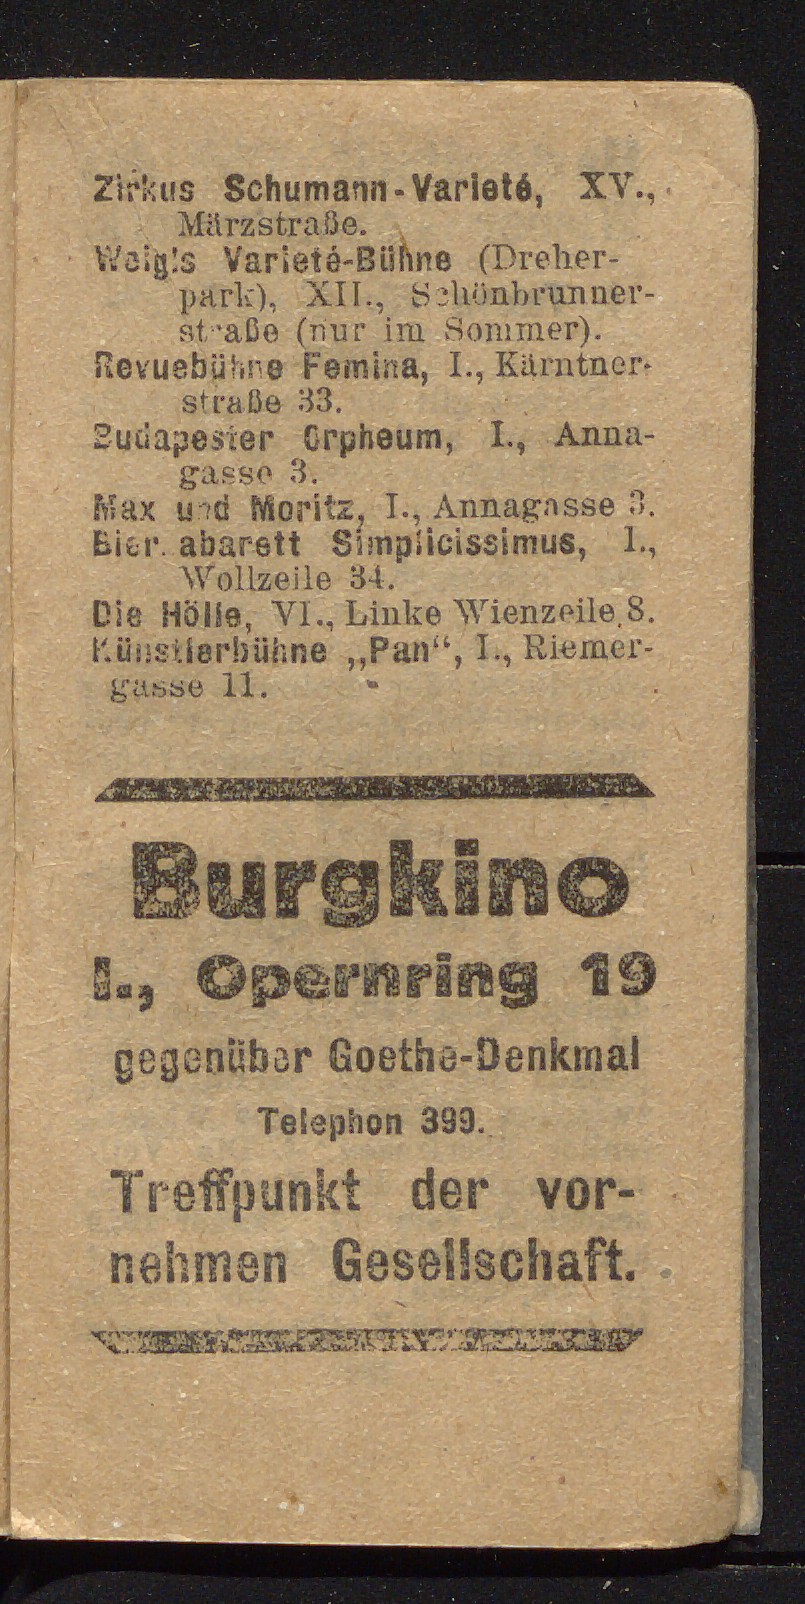 Zirkus Schumann-Varieté, XV.,
Märzstraße.
Weigls Varieté-Bühne (Dreher-
park), XII., Schönbrunner-
straße (nur im Sommer).
Revuebühne Femina, I., Kärntner-
straße 33.
Budapester Orpheum, I., Anna-
gasse 3.
Max und Moritz, I., Annagasse 3.
Bierkabarett Simplicissimus, I.,
Wollzeile 34.
Die Hölle, VI., Linke Wienzeile 8.
Künstlerbühne „Pan“, I., Riemer-
gasse 11.
Burgkino
I., Opernring 19
gegenüber Goethe-Denkmal
Telephon 399.
Treffpunkt der vor-
nehmen Gesellschaft.